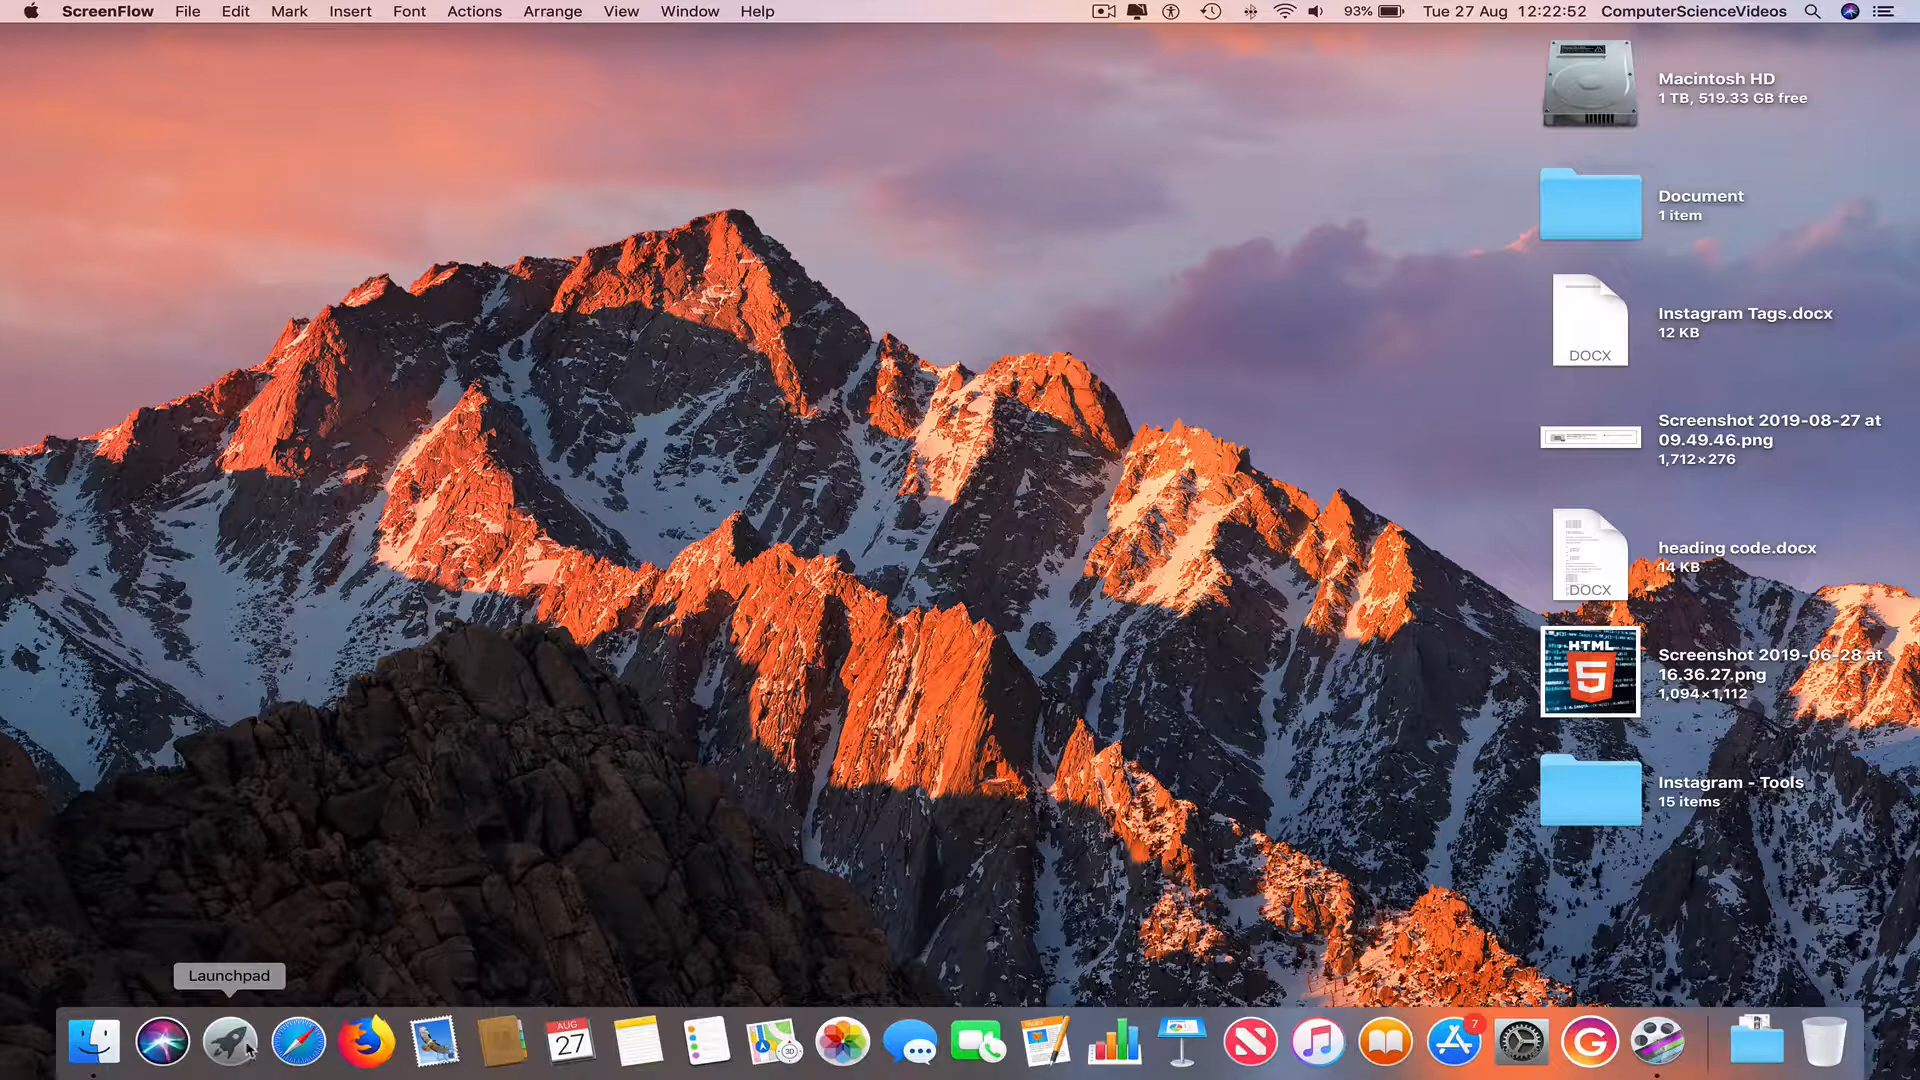 ScreenFlow File Edit Mark Insert Font Actions Arrange View Window Help 93% Tue 27 Aug 12:22:52 ComputerScienceVideos
Macintosh HD
1 TB, 519.33 GB free
Document
1 item
DOCX
Instagram Tags.docx
12 KB
Screenshot 2019-08-27 at
09.49.46.png
1,712×276
DOCX
heading code.docx
14 KB
HTML
5
Screenshot 2019-06-28 at
16.36.27.png
1,094×1,112
Instagram - Tools
15 items
Launchpad
AUG
27
3D
PAGES
7